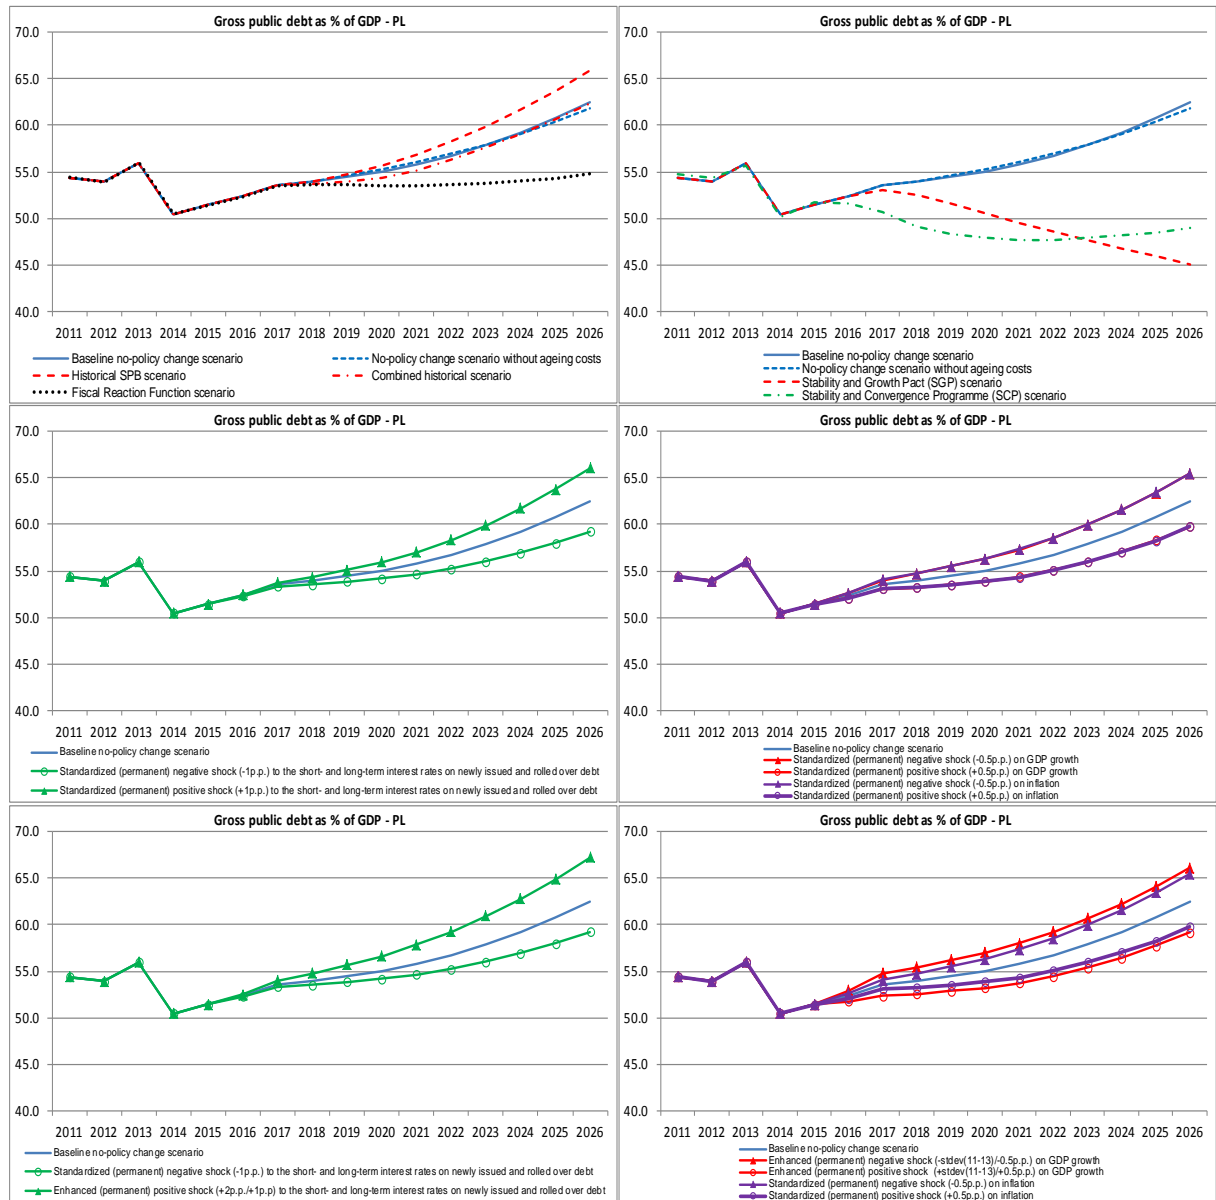 Gross public debt as % of GDP - PL
70.0
65.0
60.0
55.0
50.0
45.0
40.0
2011 2012 2013 2014 2015 2016 2017 2018 2019 2020 2021 2022 2023 2024 2025 2026
Baseline no-policy change scenario
No-policy change scenario without ageing costs
Historical SPB scenario
Combined historical scenario
Fiscal Reaction Function scenario
Gross public debt as % of GDP - PL
70.0
65.0
60.0
55.0
50.0
45.0
40.0
2011 2012 2013 2014 2015 2016 2017 2018 2019 2020 2021 2022 2023 2024 2025 2026
Baseline no-policy change scenario
No-policy change scenario without ageing costs
Stability and Growth Pact (SGP) scenario
Stability and Convergence Programme (SCP) scenario
Gross public debt as % of GDP - PL
70.0
65.0
60.0
55.0
50.0
45.0
40.0
2011 2012 2013 2014 2015 2016 2017 2018 2019 2020 2021 2022 2023 2024 2025 2026
Baseline no-policy change scenario
Standardized (permanent) negative shock (-1p.p.) to the short- and long-term interest rates on newly issued and rolled over debt
Standardized (permanent) positive shock (+1p.p.) to the short- and long-term interest rates on newly issued and rolled over debt
Gross public debt as % of GDP - PL
70.0
65.0
60.0
55.0
50.0
45.0
40.0
2011 2012 2013 2014 2015 2016 2017 2018 2019 2020 2021 2022 2023 2024 2025 2026
Baseline no-policy change scenario
Standardized (permanent) negative shock (-0.5p.p.) on GDP growth
Standardized (permanent) positive shock (+0.5p.p.) on GDP growth
Standardized (permanent) negative shock (-0.5p.p.) on inflation
Standardized (permanent) positive shock (+0.5p.p.) on inflation
Gross public debt as % of GDP - PL
70.0
65.0
60.0
55.0
50.0
45.0
40.0
2011 2012 2013 2014 2015 2016 2017 2018 2019 2020 2021 2022 2023 2024 2025 2026
Baseline no-policy change scenario
Standardized (permanent) negative shock (-1p.p.) to the short- and long-term interest rates on newly issued and rolled over debt
Enhanced (permanent) positive shock (+2p.p./+1p.p) to the short- and long-term interest rates on newly issued and rolled over debt
Gross public debt as % of GDP - PL
70.0
65.0
60.0
55.0
50.0
45.0
40.0
2011 2012 2013 2014 2015 2016 2017 2018 2019 2020 2021 2022 2023 2024 2025 2026
Baseline no-policy change scenario
Enhanced (permanent) negative shock (-stdev(11-13)/-0.5p.p.) on GDP growth
Enhanced (permanent) positive shock (+stdev(11-13)/+0.5p.p.) on GDP growth
Standardized (permanent) negative shock (-0.5p.p.) on inflation
Standardized (permanent) positive shock (+0.5p.p.) on inflation